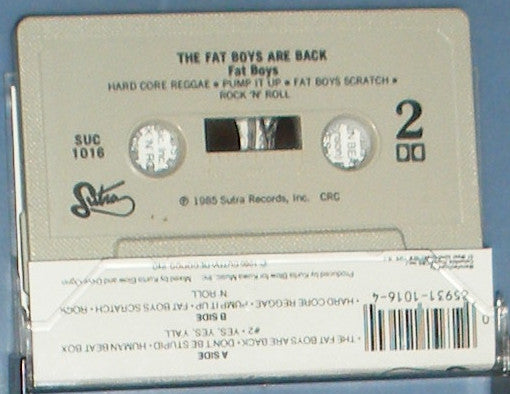 THE FAT BOYS ARE BACK
Fat Boys
HARD CORE REGGAE • PUMP IT UP • FAT BOYS SCRATCH •
ROCK 'N' ROLL
SUC
1016
2
Sutra
℗ 1985 Sutra Records, Inc. CRC
A SIDE
• THE FAT BOYS ARE BACK • DON'T BE STUPID • HUMAN BEAT BOX
#2 • YES, YES, Y'ALL
B SIDE
• HARD CORE REGGAE • PUMP IT UP • FAT BOYS SCRATCH • ROCK
'N ROLL
Produced by Kurtis Blow for Kuwa Music, Inc.
0
25931-1016-4